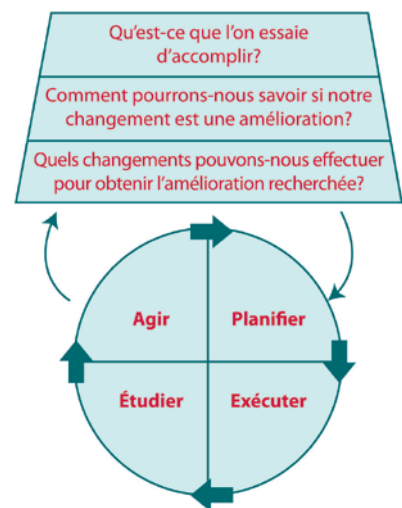 Qu'est-ce que l'on essaie
d'accomplir?
Comment pourrons-nous savoir si notre
changement est une amélioration?
Quels changements pouvons-nous effectuer
pour obtenir l'amélioration recherchée?
Agir
Planifier
Étudier
Exécuter